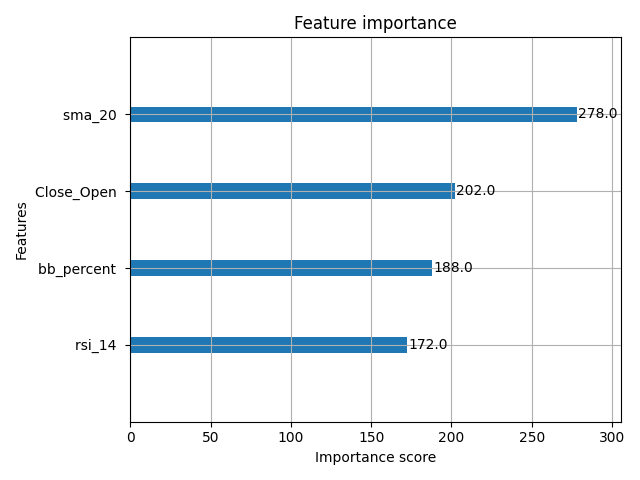 Feature importance
sma_20
278.0
Close_Open
202.0
bb_percent
188.0
rsi_14
172.0
Features
0 50 100 150 200 250 300
Importance score